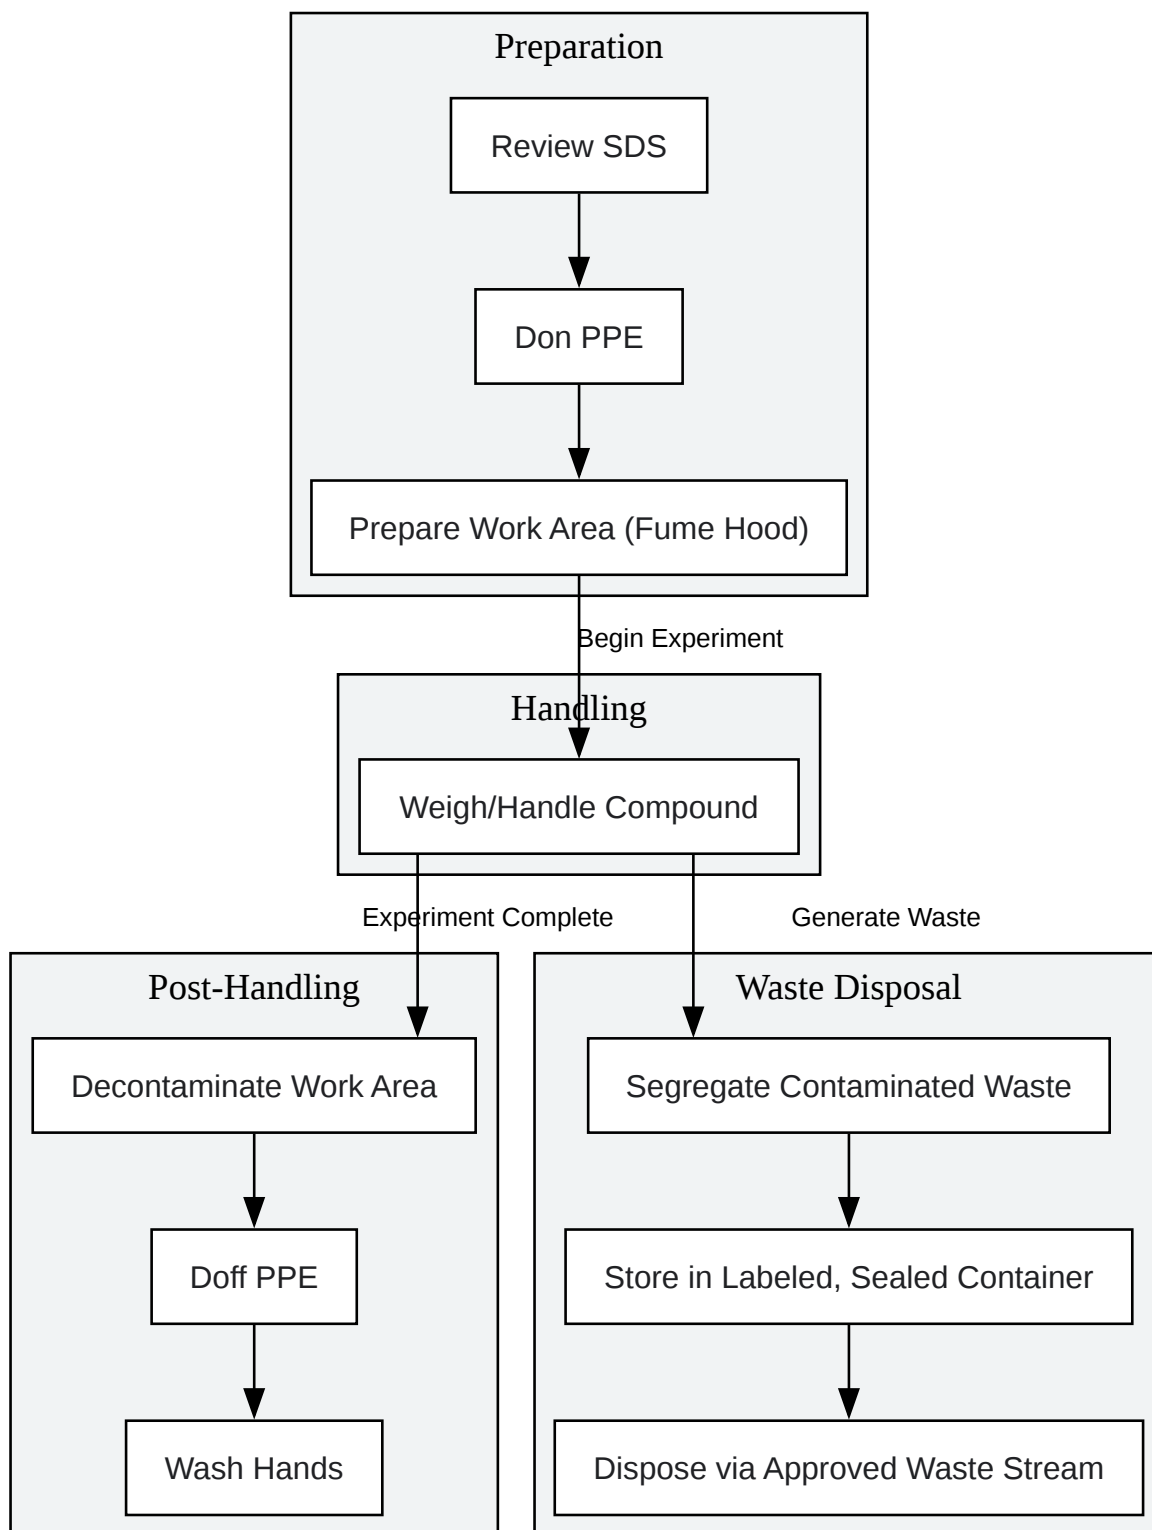 Preparation
Review SDS
Don PPE
Prepare Work Area (Fume Hood)
Begin Experiment
Handling
Weigh/Handle Compound
Experiment Complete
Generate Waste
Post-Handling
Decontaminate Work Area
Doff PPE
Wash Hands
Waste Disposal
Segregate Contaminated Waste
Store in Labeled, Sealed Container
Dispose via Approved Waste Stream